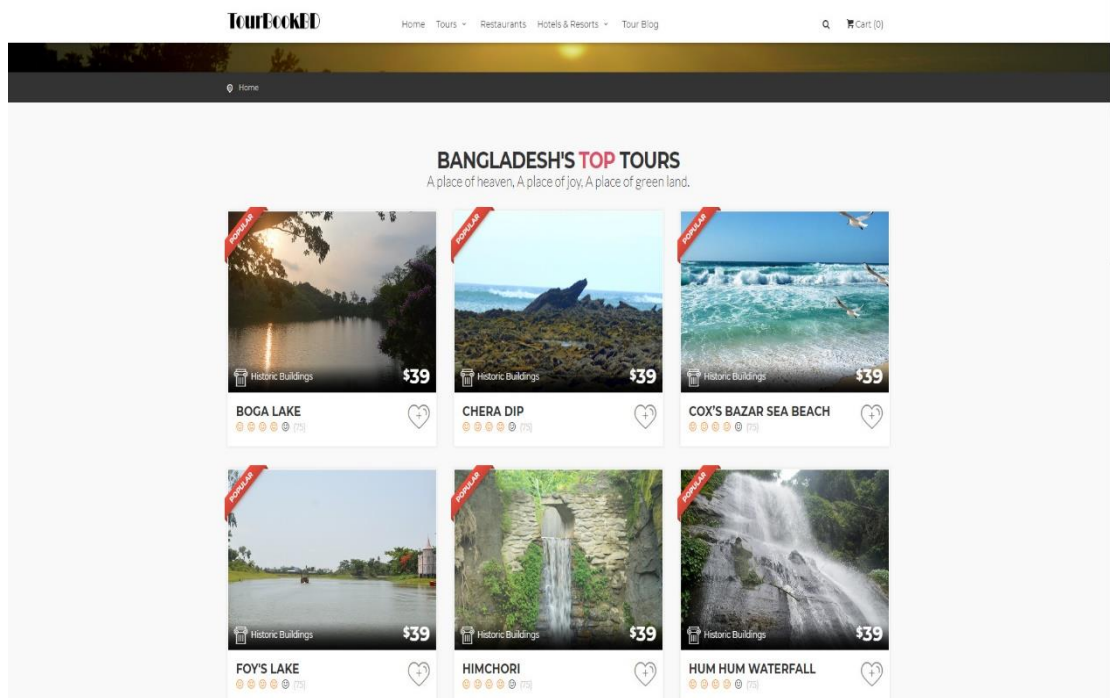 TourBookBD
Home Tours Restaurants Hotels & Resorts Tour Blog Cart (0)
Home
BANGLADESH'S TOP TOURS
A place of heaven, A place of joy, A place of green land.
POPULAR
Historic Buildings $39
BOGA LAKE
(75)
POPULAR
Historic Buildings $39
CHERA DIP
(75)
POPULAR
Historic Buildings $39
COX'S BAZAR SEA BEACH
(75)
POPULAR
Historic Buildings $39
FOY'S LAKE
(75)
POPULAR
Historic Buildings $39
HIMCHORI
(75)
POPULAR
Historic Buildings $39
HUM HUM WATERFALL
(75)